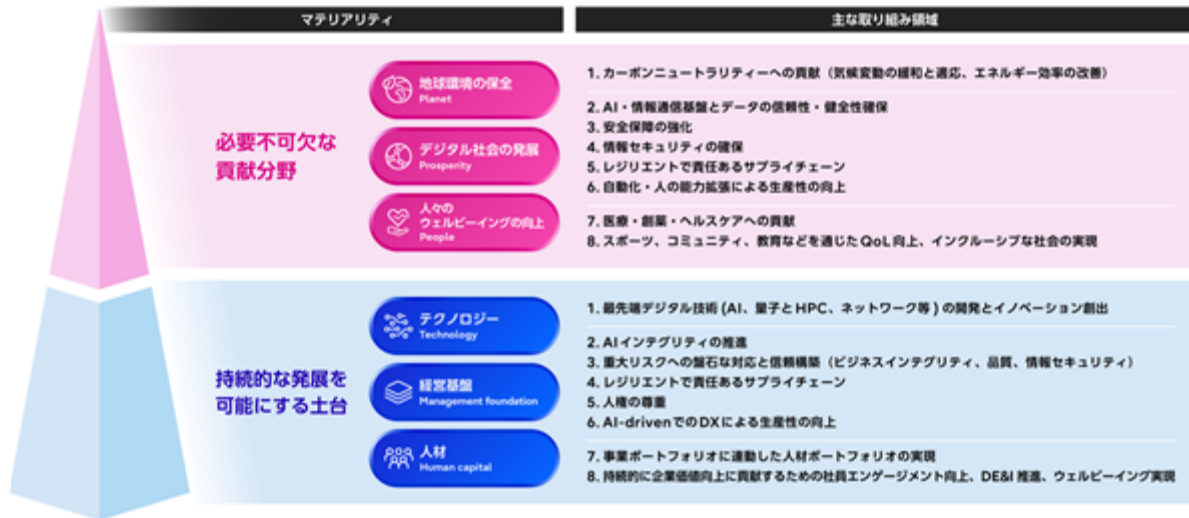 マテリアリティ
主な取り組み領域
必要不可欠な
貢献分野
地球環境の保全
Planet
1. カーボンニュートラリティーへの貢献（気候変動の緩和と適応、エネルギー効率の改善）
デジタル社会の発展
Prosperity
2. AI・情報通信基盤とデータの信頼性・健全性確保
3. 安全保障の強化
4. 情報セキュリティの確保
5. レジリエントで責任あるサプライチェーン
6. 自動化・人の能力拡張による生産性の向上
人々の
ウェルビーイングの向上
People
7. 医療・創薬・ヘルスケアへの貢献
8. スポーツ、コミュニティ、教育などを通じたQoL向上、インクルーシブな社会の実現
持続的な発展を
可能にする土台
テクノロジー
Technology
1. 最先端デジタル技術 (AI、量子とHPC、ネットワーク等 ) の開発とイノベーション創出
経営基盤
Management foundation
2. AIインテグリティの推進
3. 重大リスクへの盤石な対応と信頼構築（ビジネスインテグリティ、品質、情報セキュリティ）
4. レジリエントで責任あるサプライチェーン
5. 人権の尊重
6. AI-drivenでのDXによる生産性の向上
人材
Human capital
7. 事業ポートフォリオに連動した人材ポートフォリオの実現
8. 持続的に企業価値向上に貢献するための社員エンゲージメント向上、DE&I 推進、ウェルビーイング実現